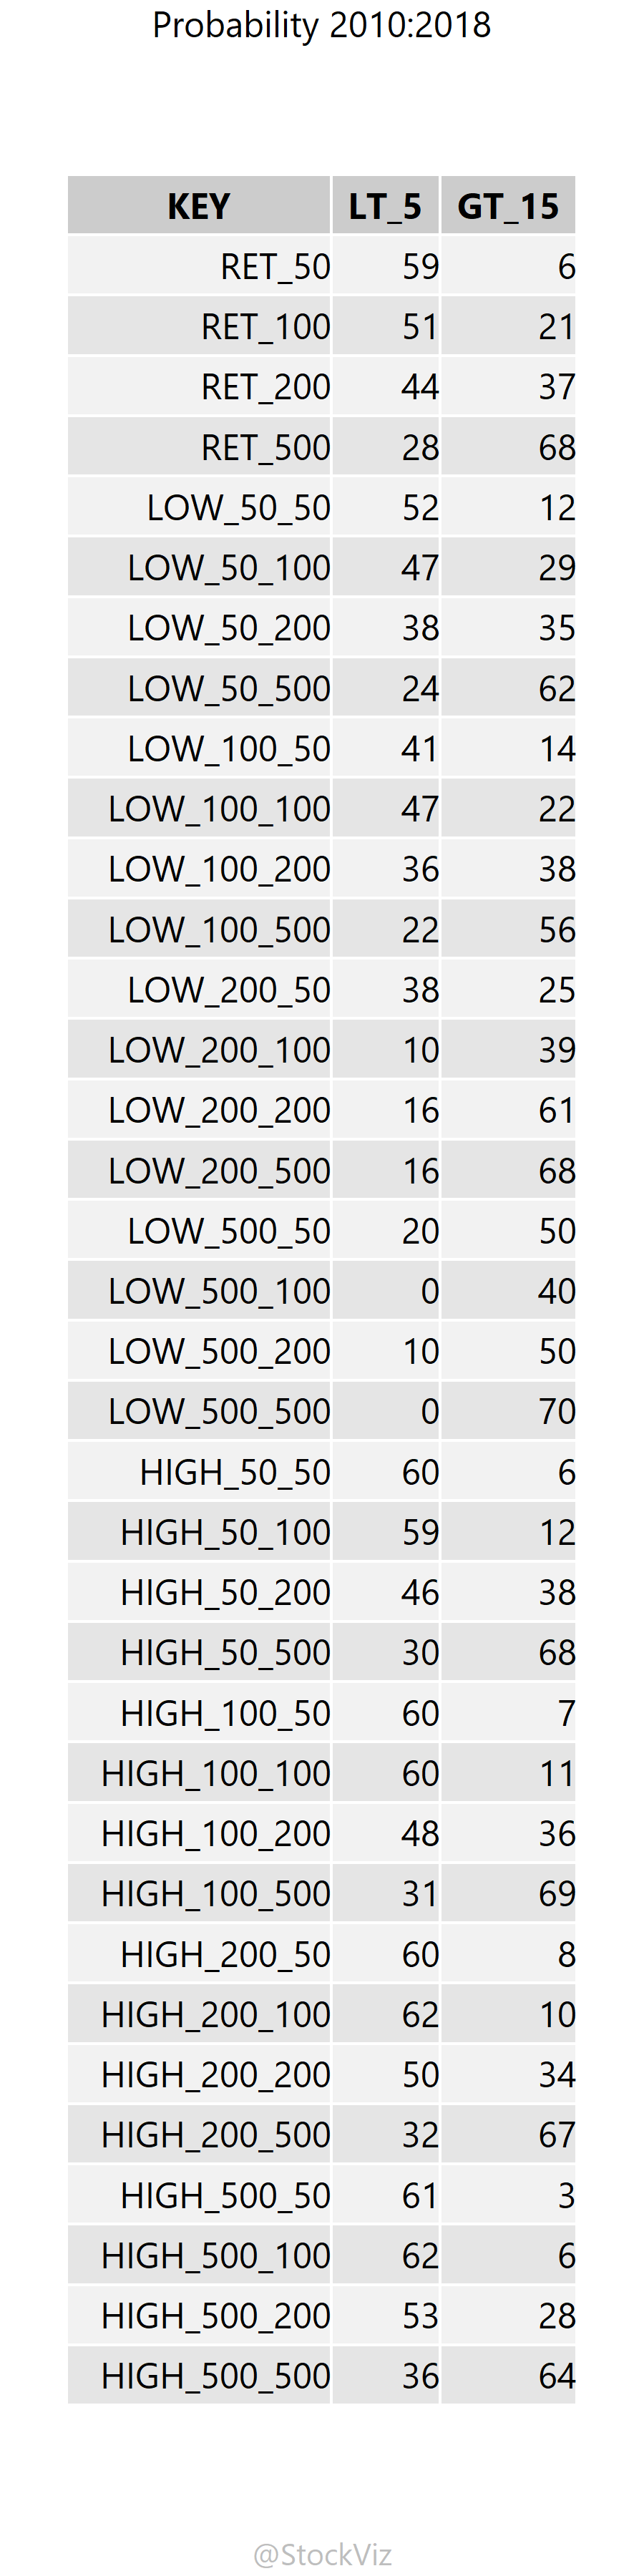 Probability 2010:2018
KEY LT_5 GT_15
RET_50 59 6
RET_100 51 21
RET_200 44 37
RET_500 28 68
LOW_50_50 52 12
LOW_50_100 47 29
LOW_50_200 38 35
LOW_50_500 24 62
LOW_100_50 41 14
LOW_100_100 47 22
LOW_100_200 36 38
LOW_100_500 22 56
LOW_200_50 38 25
LOW_200_100 10 39
LOW_200_200 16 61
LOW_200_500 16 68
LOW_500_50 20 50
LOW_500_100 0 40
LOW_500_200 10 50
LOW_500_500 0 70
HIGH_50_50 60 6
HIGH_50_100 59 12
HIGH_50_200 46 38
HIGH_50_500 30 68
HIGH_100_50 60 7
HIGH_100_100 60 11
HIGH_100_200 48 36
HIGH_100_500 31 69
HIGH_200_50 60 8
HIGH_200_100 62 10
HIGH_200_200 50 34
HIGH_200_500 32 67
HIGH_500_50 61 3
HIGH_500_100 62 6
HIGH_500_200 53 28
HIGH_500_500 36 64
@StockViz